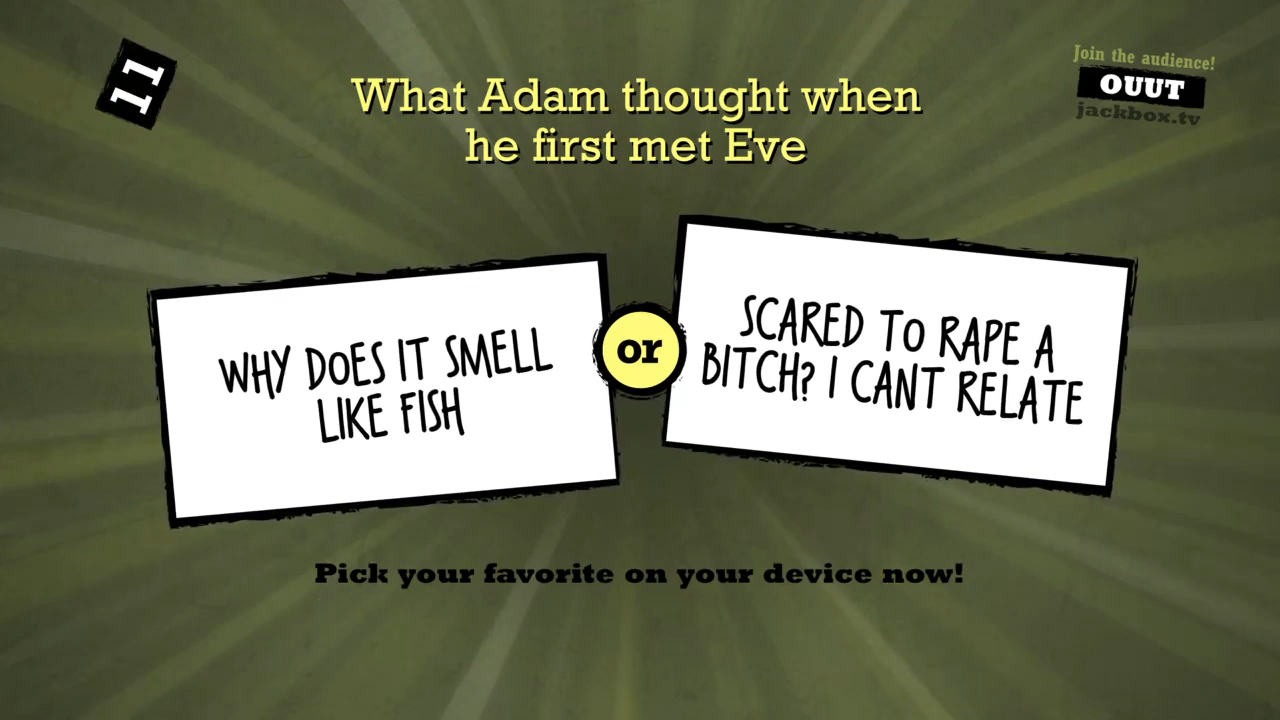 11
What Adam thought when
he first met Eve
Join the audience!
OUUT
jackbox.tv
WHY DOES IT SMELL
LIKE FISH
or
SCARED TO RAPE A
BITCH? I CANT RELATE
Pick your favorite on your device now!